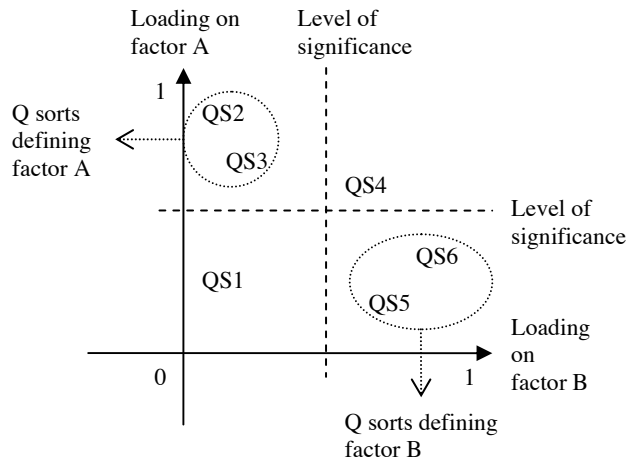 Loading on
factor A
Level of
significance
1
Q sorts
defining
factor A
QS2
QS3
QS4
Level of
significance
QS1
QS6
QS5
Loading
on
factor B
0
1
Q sorts defining
factor B